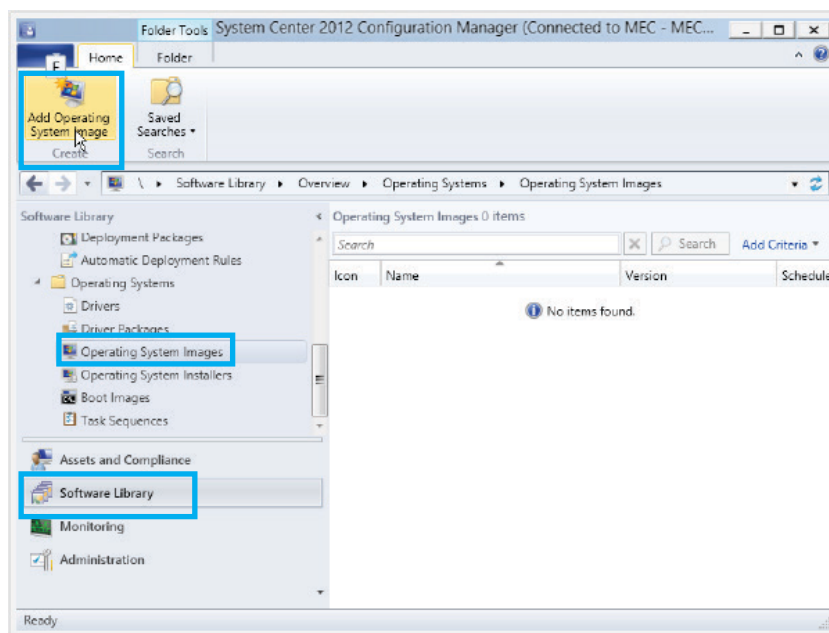 Folder Tools System Center 2012 Configuration Manager (Connected to MEC - MEC...
F Home Folder
Add Operating System Image
Saved Searches
Create Search
\ Software Library Overview Operating Systems Operating System Images
Software Library
Deployment Packages
Automatic Deployment Rules
Operating Systems
Drivers
Driver Packages
Operating System Images
Operating System Installers
Boot Images
Task Sequences
Assets and Compliance
Software Library
Monitoring
Administration
Operating System Images 0 items
Search Search Add Criteria
Icon Name Version Schedule
No items found.
Ready